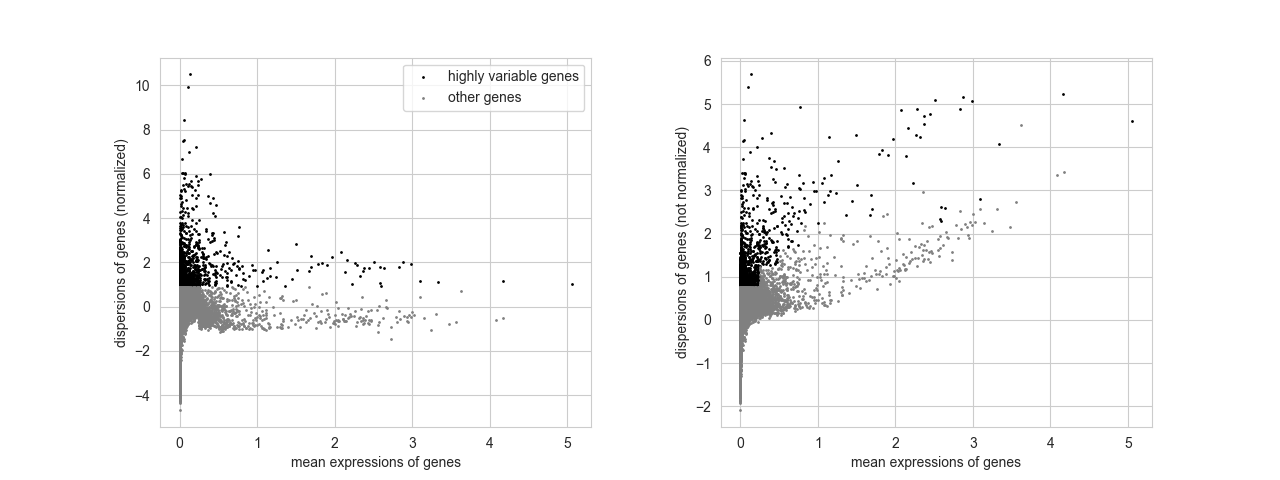 highly variable genes
other genes
dispersions of genes (normalized)
10
8
6
4
2
0
−2
−4
0 1 2 3 4 5
mean expressions of genes
dispersions of genes (not normalized)
6
5
4
3
2
1
0
−1
−2
0 1 2 3 4 5
mean expressions of genes